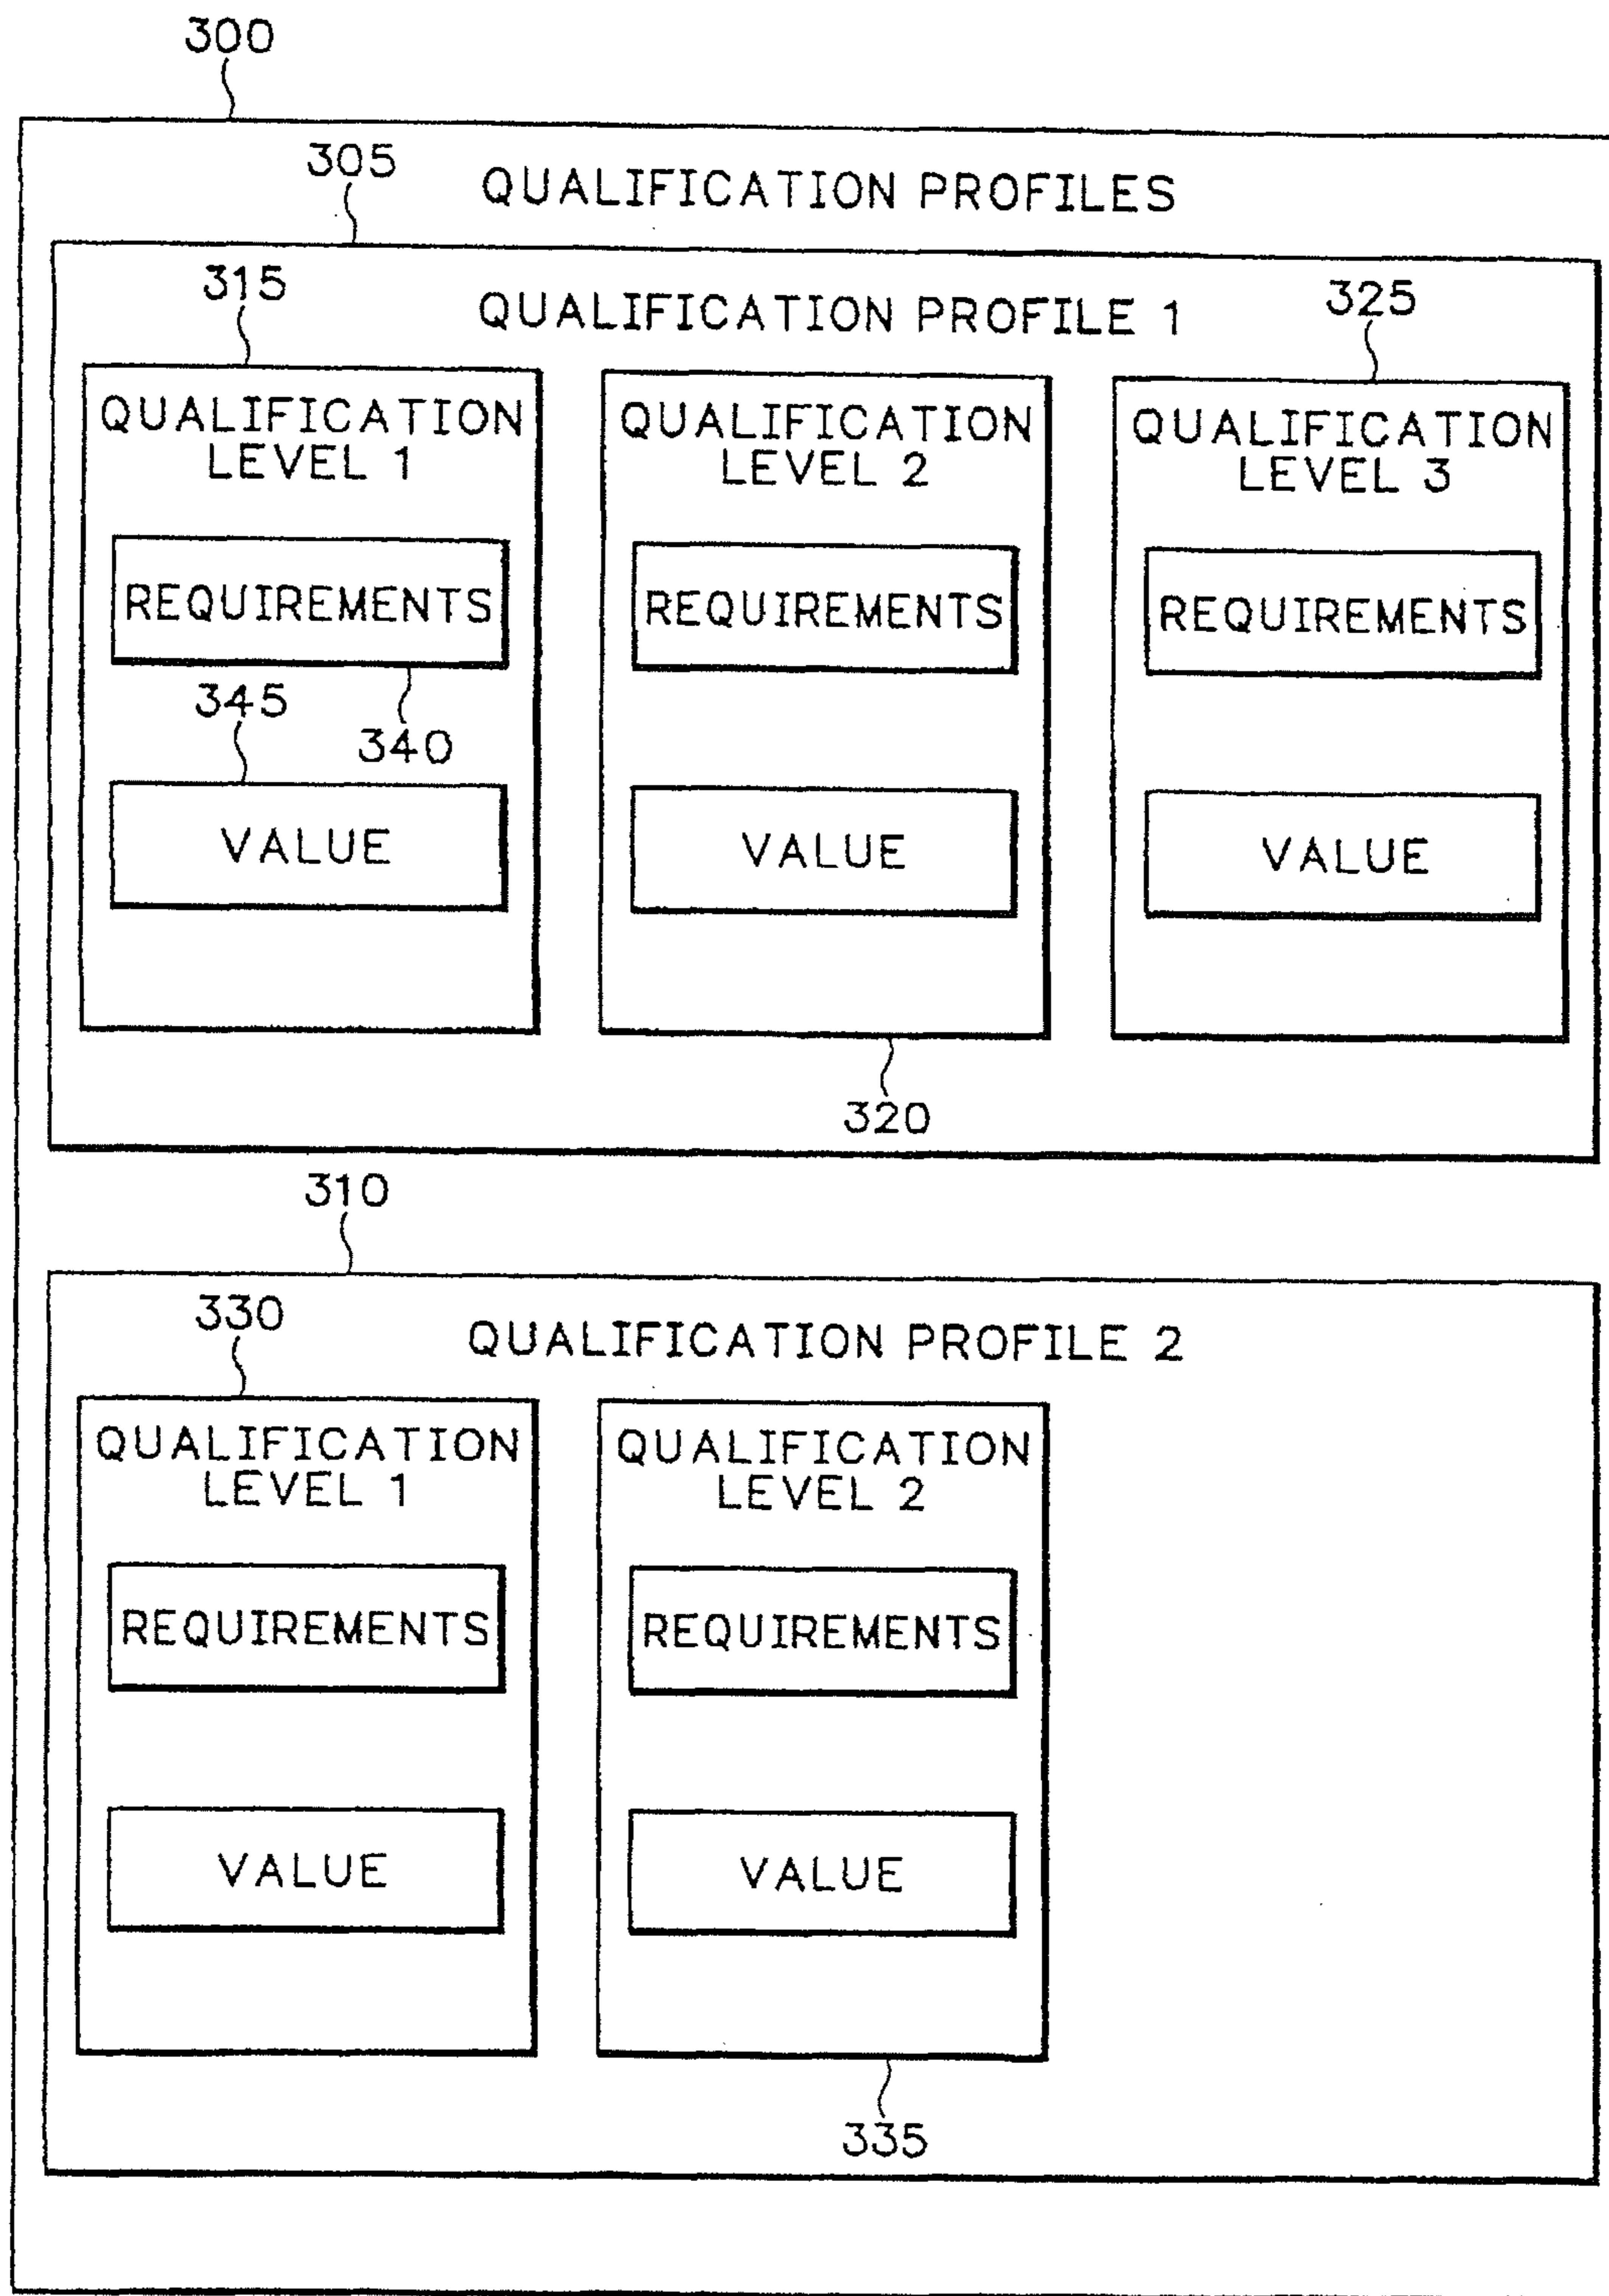 300
305
QUALIFICATION PROFILES
315
QUALIFICATION PROFILE 1
325
QUALIFICATION
LEVEL 1
QUALIFICATION
LEVEL 2
QUALIFICATION
LEVEL 3
REQUIREMENTS
REQUIREMENTS
REQUIREMENTS
345
340
VALUE
VALUE
VALUE
320
310
330
QUALIFICATION PROFILE 2
QUALIFICATION
LEVEL 1
QUALIFICATION
LEVEL 2
REQUIREMENTS
REQUIREMENTS
VALUE
VALUE
335